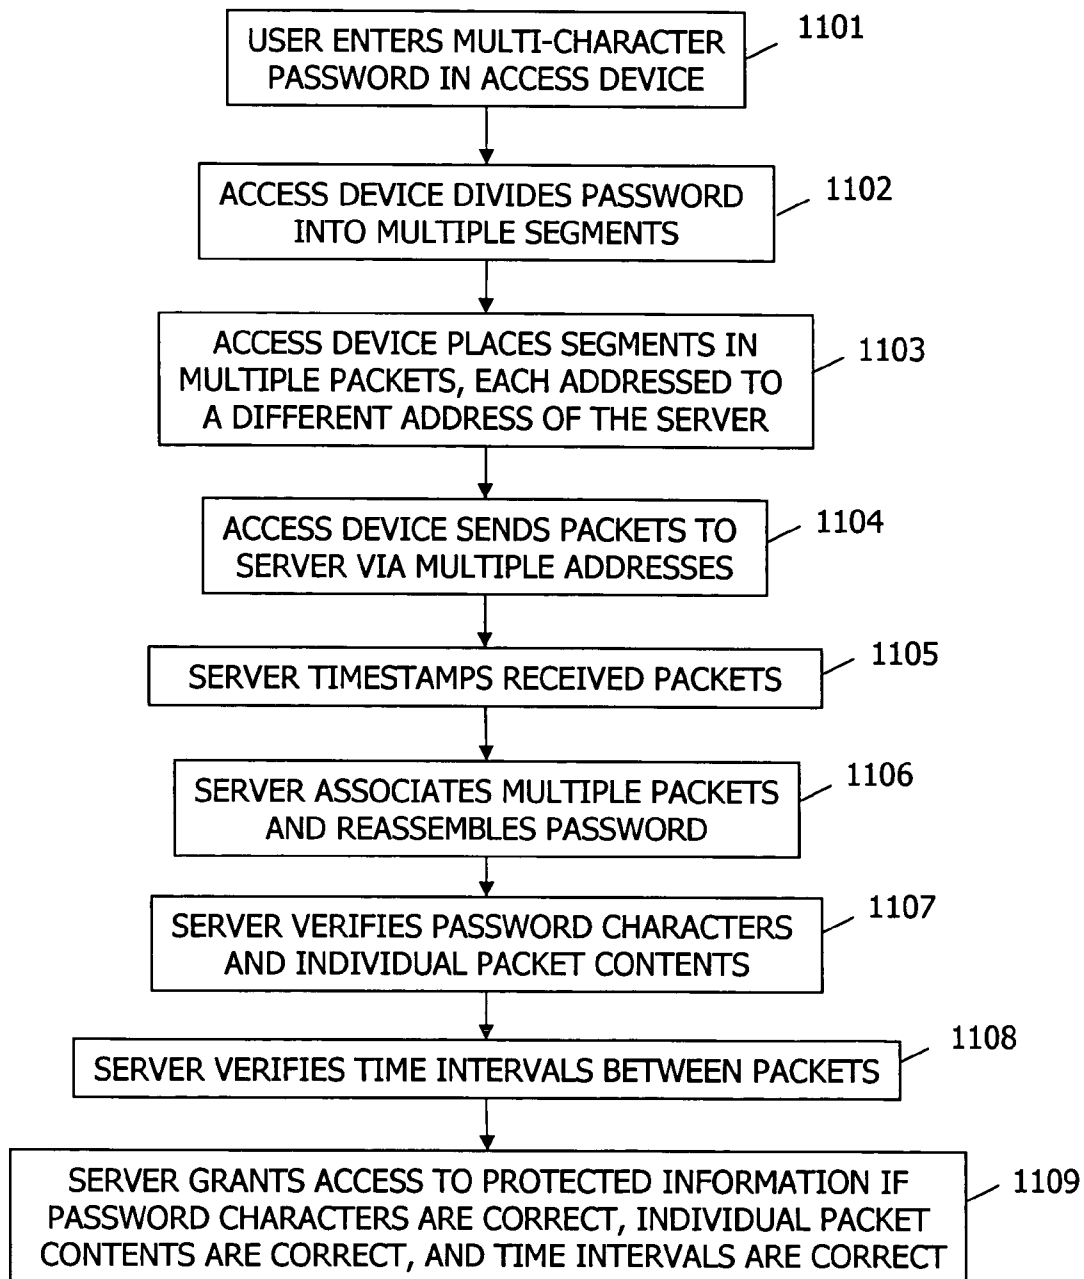 USER ENTERS MULTI-CHARACTER
PASSWORD IN ACCESS DEVICE
1101
ACCESS DEVICE DIVIDES PASSWORD
INTO MULTIPLE SEGMENTS
1102
ACCESS DEVICE PLACES SEGMENTS IN
MULTIPLE PACKETS, EACH ADDRESSED TO
A DIFFERENT ADDRESS OF THE SERVER
1103
ACCESS DEVICE SENDS PACKETS TO
SERVER VIA MULTIPLE ADDRESSES
1104
SERVER TIMESTAMPS RECEIVED PACKETS
1105
SERVER ASSOCIATES MULTIPLE PACKETS
AND REASSEMBLES PASSWORD
1106
SERVER VERIFIES PASSWORD CHARACTERS
AND INDIVIDUAL PACKET CONTENTS
1107
SERVER VERIFIES TIME INTERVALS BETWEEN PACKETS
1108
SERVER GRANTS ACCESS TO PROTECTED INFORMATION IF
PASSWORD CHARACTERS ARE CORRECT, INDIVIDUAL PACKET
CONTENTS ARE CORRECT, AND TIME INTERVALS ARE CORRECT
1109